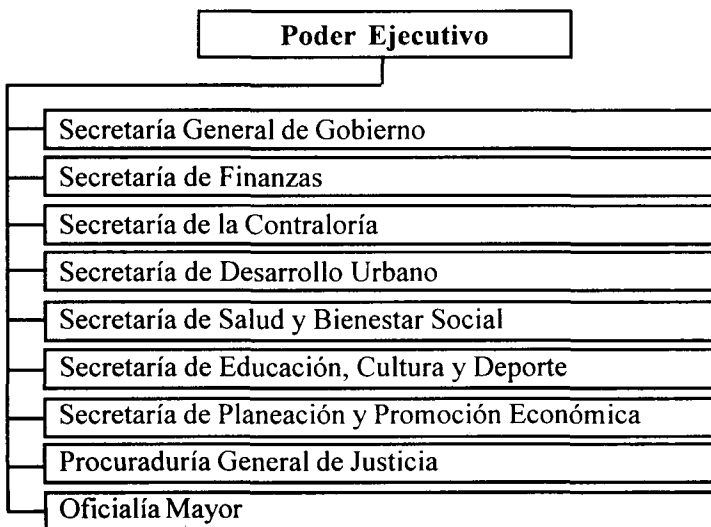 Poder Ejecutivo
Secretaría General de Gobierno
Secretaría de Finanzas
Secretaría de la Contraloría
Secretaría de Desarrollo Urbano
Secretaría de Salud y Bienestar Social
Secretaría de Educación, Cultura y Deporte
Secretaría de Planeación y Promoción Económica
Procuraduría General de Justicia
Oficialía Mayor